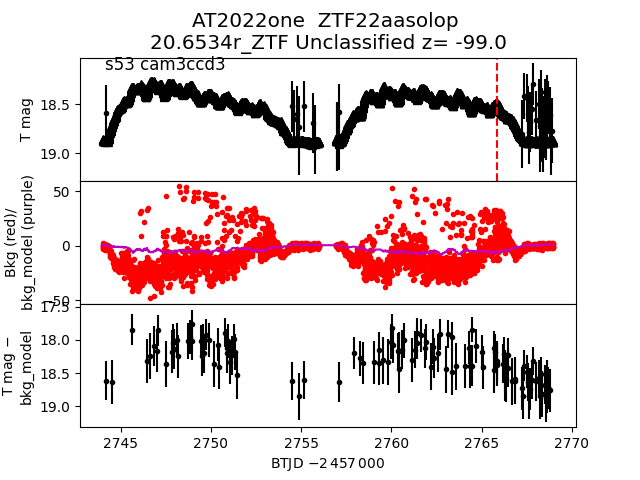 AT2022one  ZTF22aasolop
20.6534r_ZTF Unclassified z= -99.0
s53 cam3ccd3
T mag
18.5
19.0
Bkg (red)/
bkg_model (purple)
50
0
−50
T mag −
bkg_model
17.5
18.0
18.5
19.0
2745 2750 2755 2760 2765 2770
BTJD −2 457 000